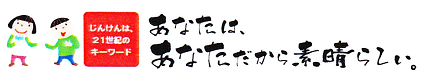 じんけんは、
21世紀の
キーワード
あなたは、
あなただから素晴らしい。